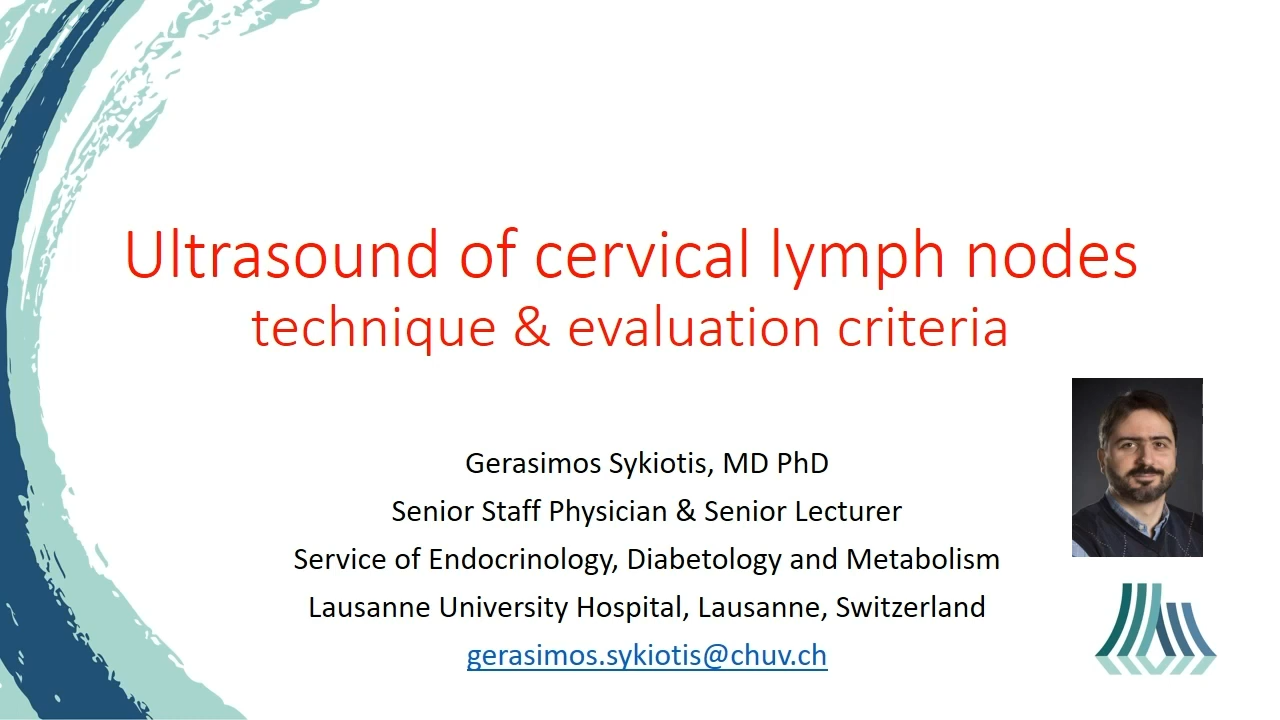 Ultrasound of cervical lymph nodes
technique & evaluation criteria
Gerasimos Sykiotis, MD PhD
Senior Staff Physician & Senior Lecturer
Service of Endocrinology, Diabetology and Metabolism
Lausanne University Hospital, Lausanne, Switzerland
gerasimos.sykiotis@chuv.ch